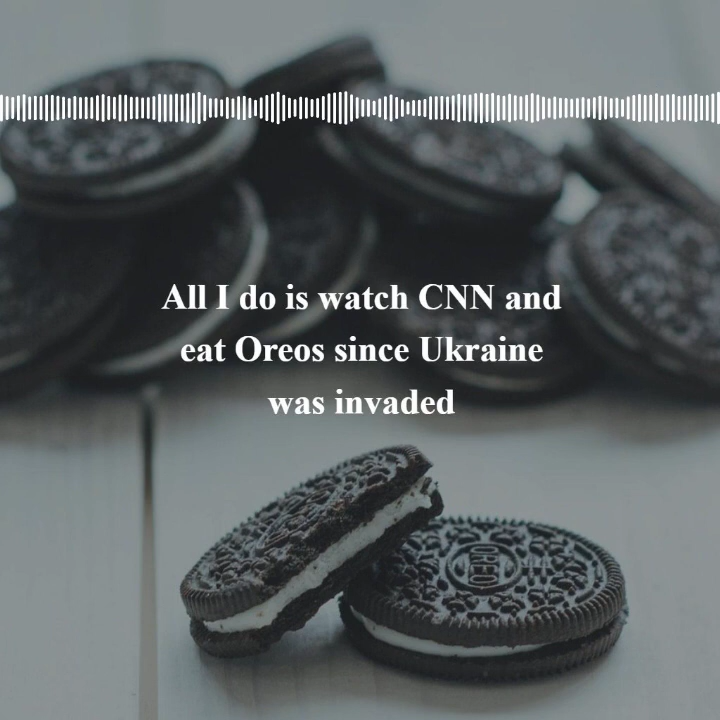 All I do is watch CNN and
eat Oreos since Ukraine
was invaded
OREO